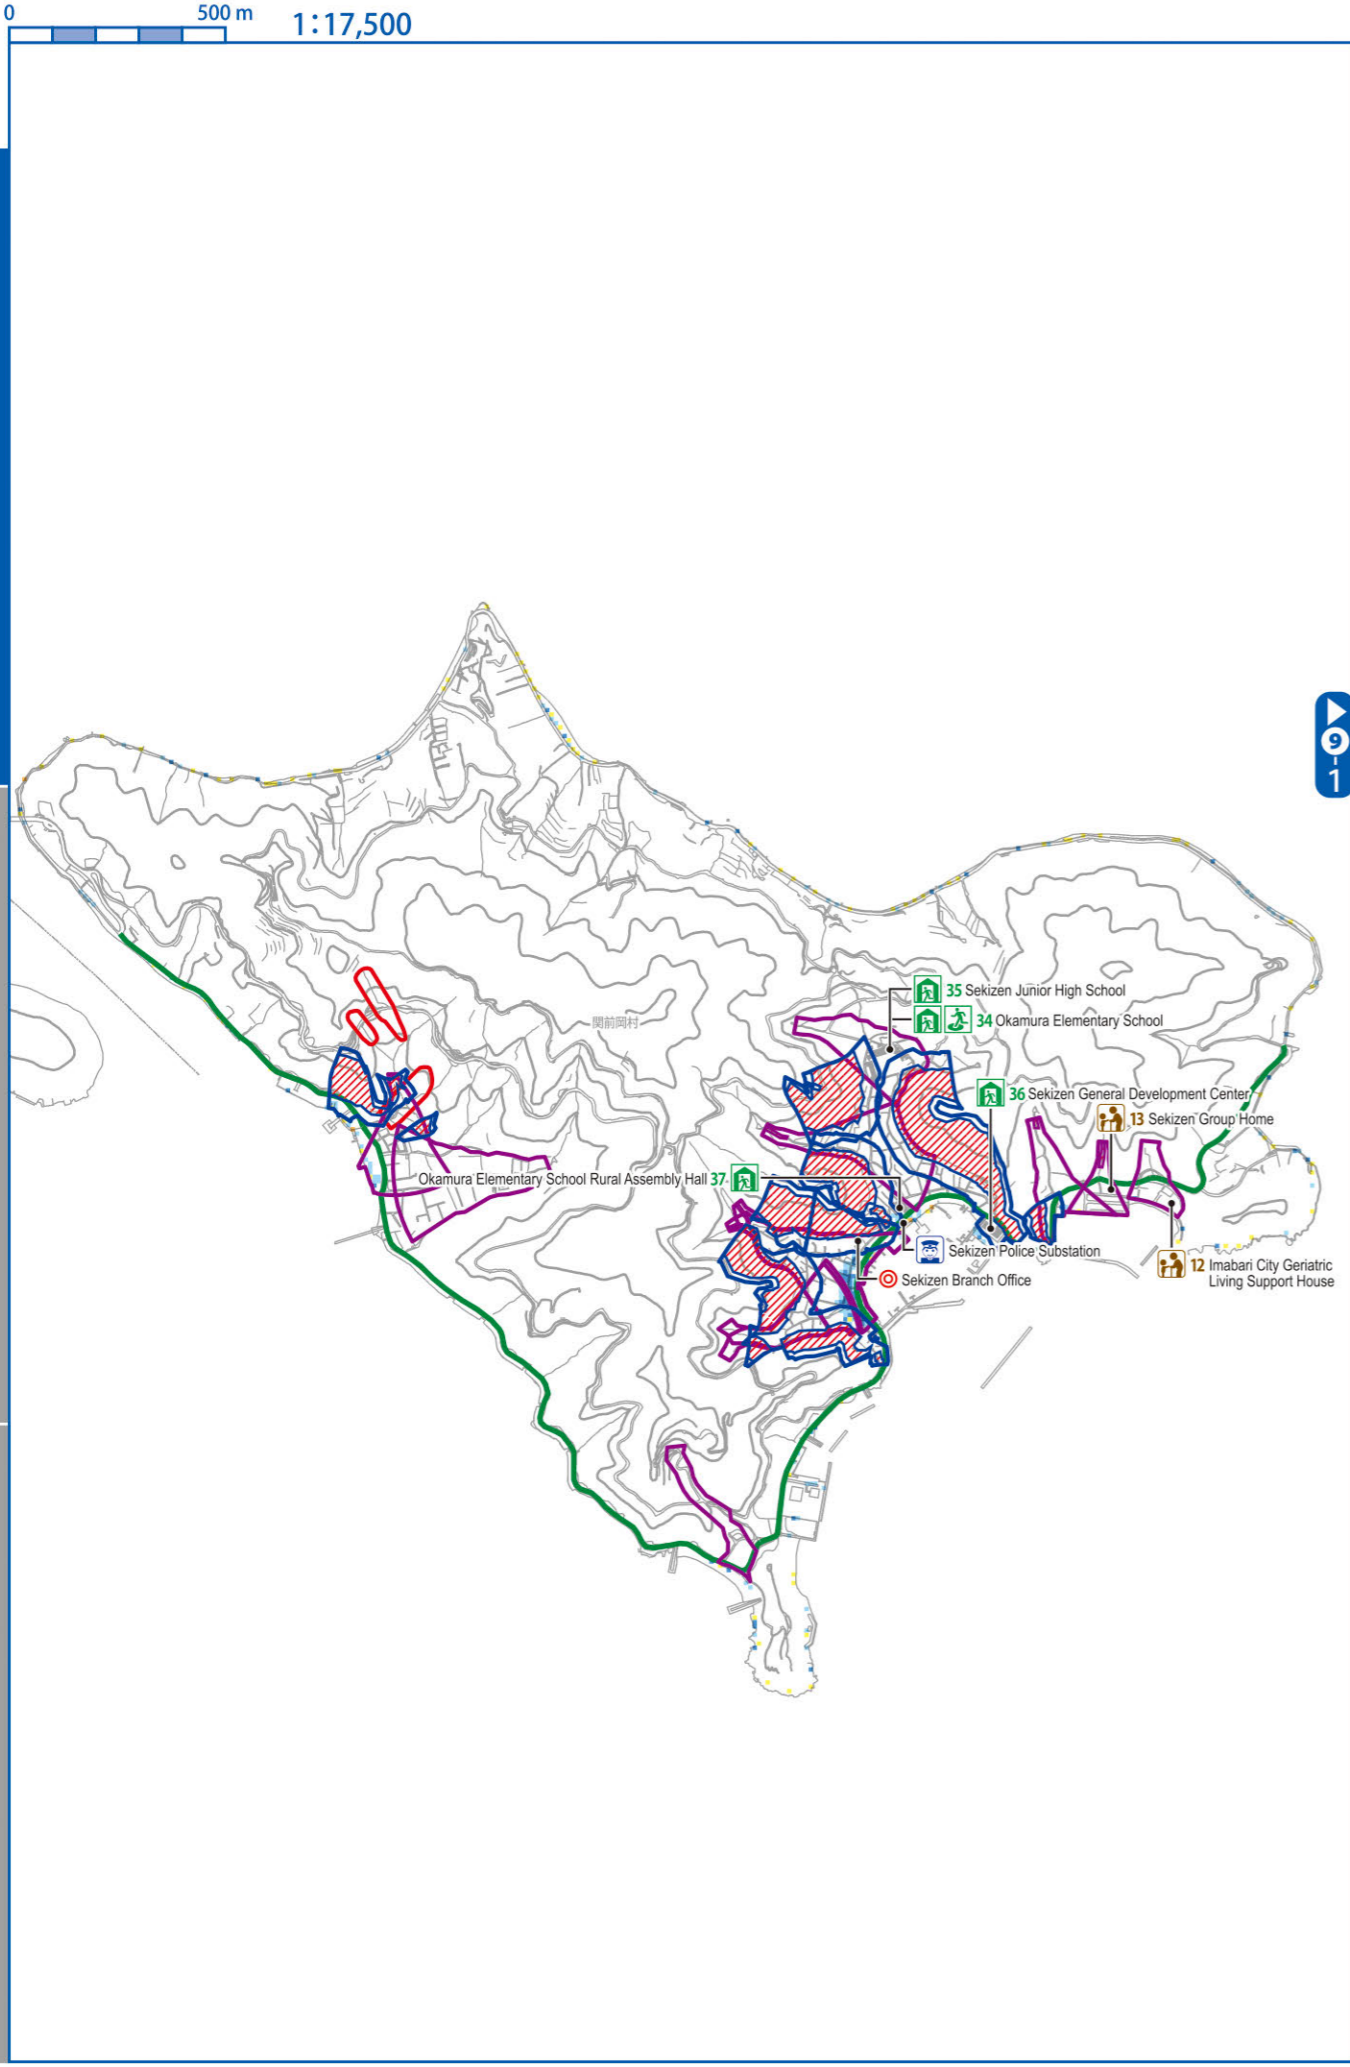 0 500 m 1:17,500
9
1
35 Sekizen Junior High School
34 Okamura Elementary School
関前岡村
36 Sekizen General Development Center
13 Sekizen Group Home
Okamura Elementary School Rural Assembly Hall 37
Sekizen Police Substation
Sekizen Branch Office
12 Imabari City Geriatric
Living Support House